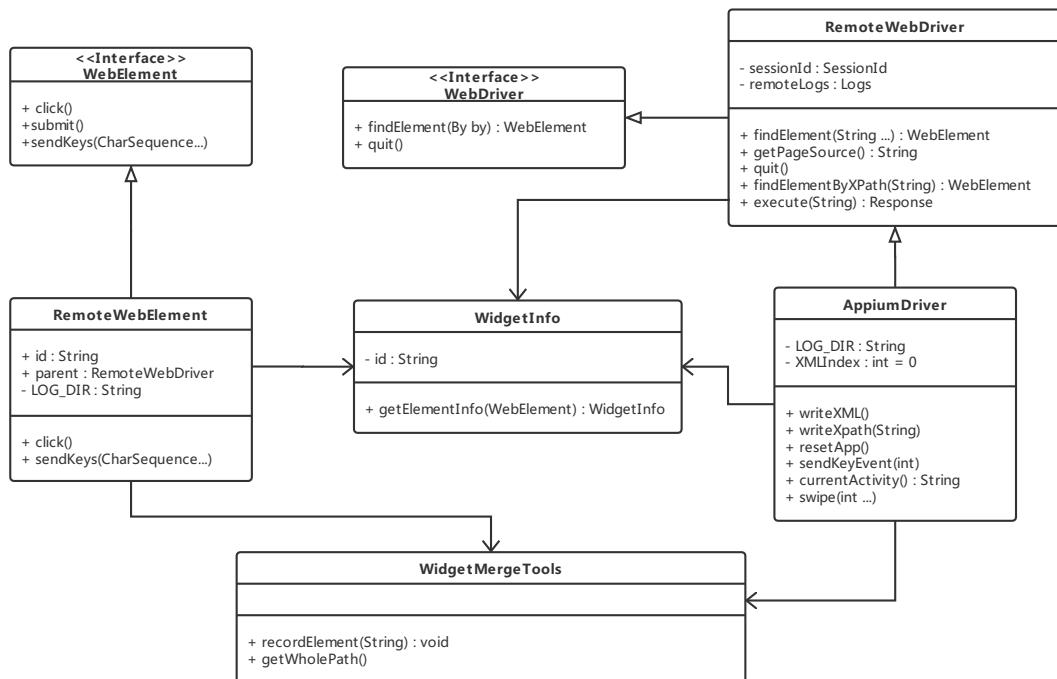 <<Interface>>
WebElement
+ click()
+submit()
+sendKeys(CharSequence...)
<<Interface>>
WebDriver
+ findElement(By by) : WebElement
+ quit()
RemoteWebDriver
- sessionId : SessionId
- remoteLogs : Logs
+ findElement(String ...) : WebElement
+ getPageSource() : String
+ quit()
+ findElementByXPath(String) : WebElement
+ execute(String) : Response
RemoteWebElement
+ id : String
+ parent : RemoteWebDriver
- LOG_DIR : String
+ click()
+ sendKeys(CharSequence...)
WidgetInfo
- id : String
+ getElementInfo(WebElement) : WidgetInfo
AppiumDriver
- LOG_DIR : String
- XMLIndex : int = 0
+ writeXML()
+ writeXpath(String)
+ resetApp()
+ sendKeyEvent(int)
+ currentActivity() : String
+ swipe(int ...)
WidgetMergeTools
+ recordElement(String) : void
+ getWholePath()